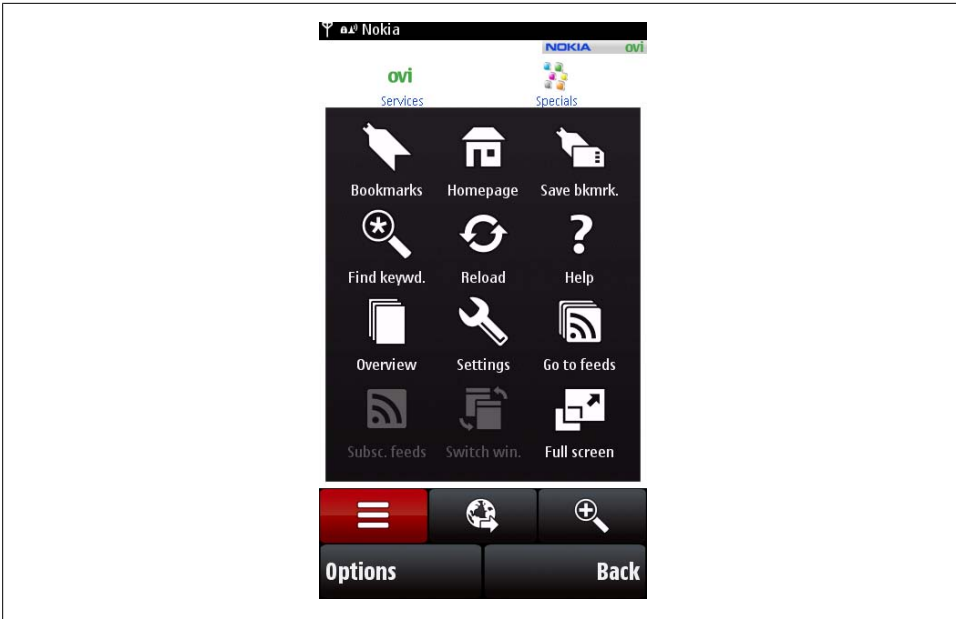 Nokia
NOKIA ovi
ovi
Services Specials
Bookmarks Homepage Save bkmrk.
Find keywd. Reload Help
Overview Settings Go to feeds
Subsc. feeds Switch win. Full screen
Options Back